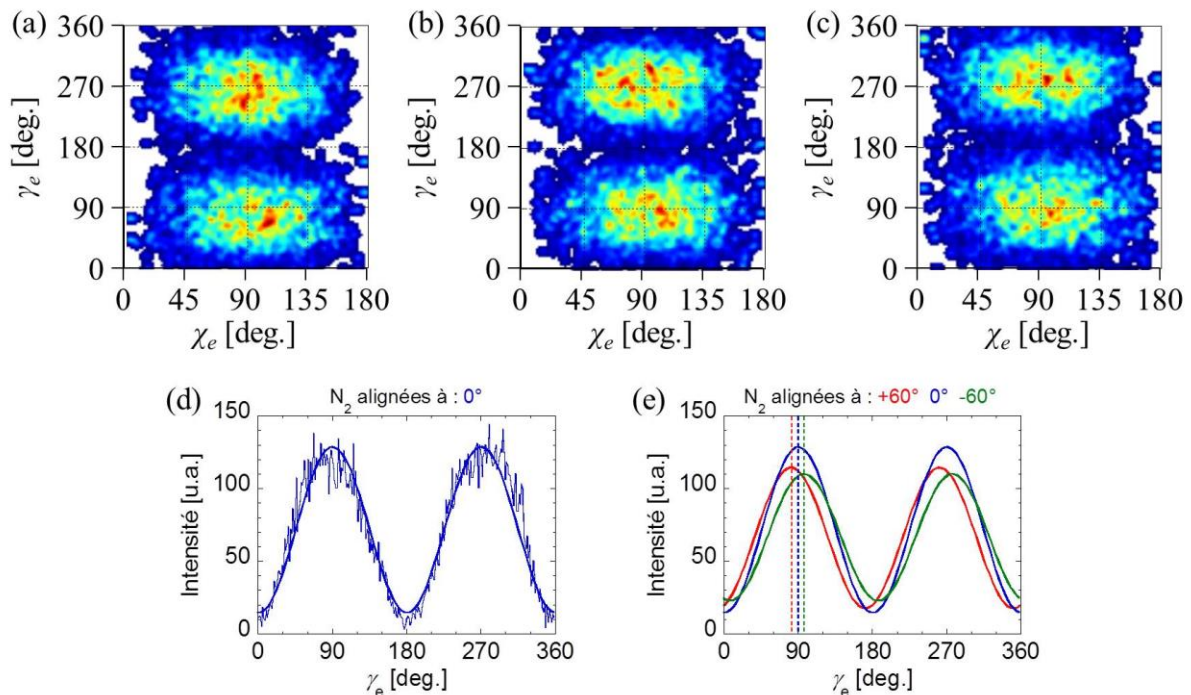 (a) (b) (c)
360 360 360
270 270 270
180 180 180
90 90 90
0 0 0
γe [deg.] γe [deg.] γe [deg.]
0 45 90 135 180 0 45 90 135 180 0 45 90 135 180
χe [deg.] χe [deg.] χe [deg.]
(d) N2 alignées à : 0°
150
100
50
0
Intensité [u.a.]
0 90 180 270 360
γe [deg.]
(e) N2 alignées à : +60° 0° -60°
150
100
50
0
Intensité [u.a.]
0 90 180 270 360
γe [deg.]